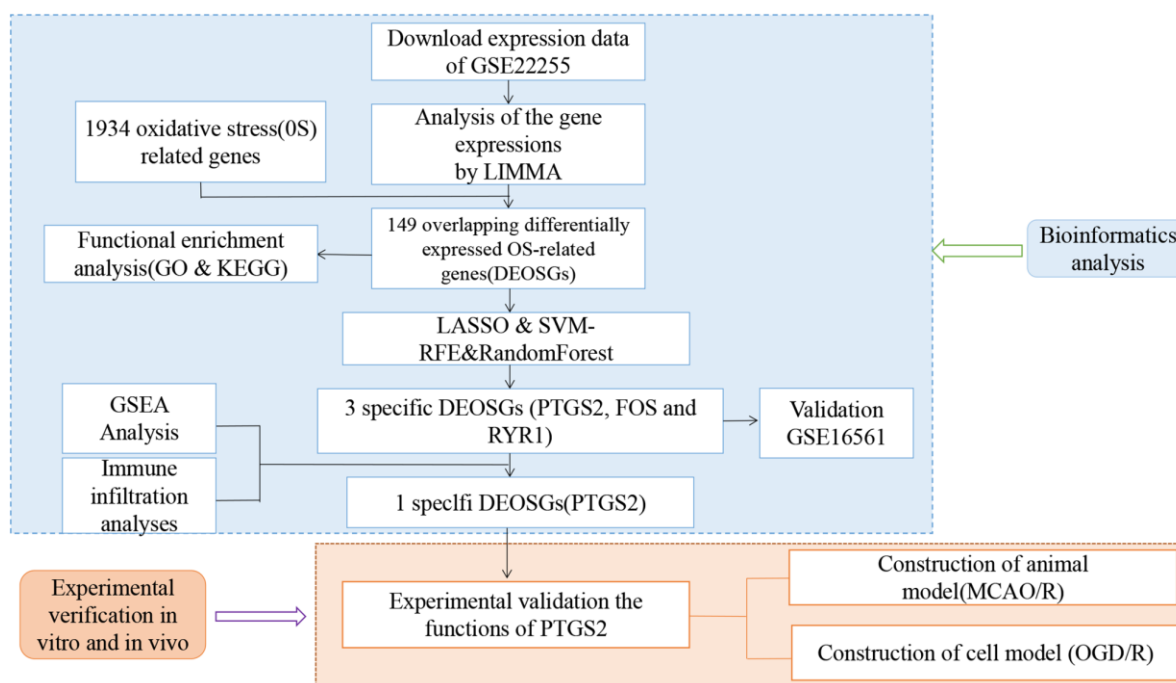 Download expression data
of GSE22255
1934 oxidative stress(0S)
related genes
Analysis of the gene
expressions
by LIMMA
149 overlapping differentially
expressed OS-related
genes(DEOSGs)
Functional enrichment
analysis(GO & KEGG)
Bioinformatics
analysis
LASSO & SVM-
RFE&RandomForest
GSEA
Analysis
3 specific DEOSGs (PTGS2, FOS and
RYR1)
Validation
GSE16561
Immune
infiltration
analyses
1 speclfi DEOSGs(PTGS2)
Experimental
verification in
vitro and in vivo
Experimental validation the
functions of PTGS2
Construction of animal
model(MCAO/R)
Construction of cell model (OGD/R)